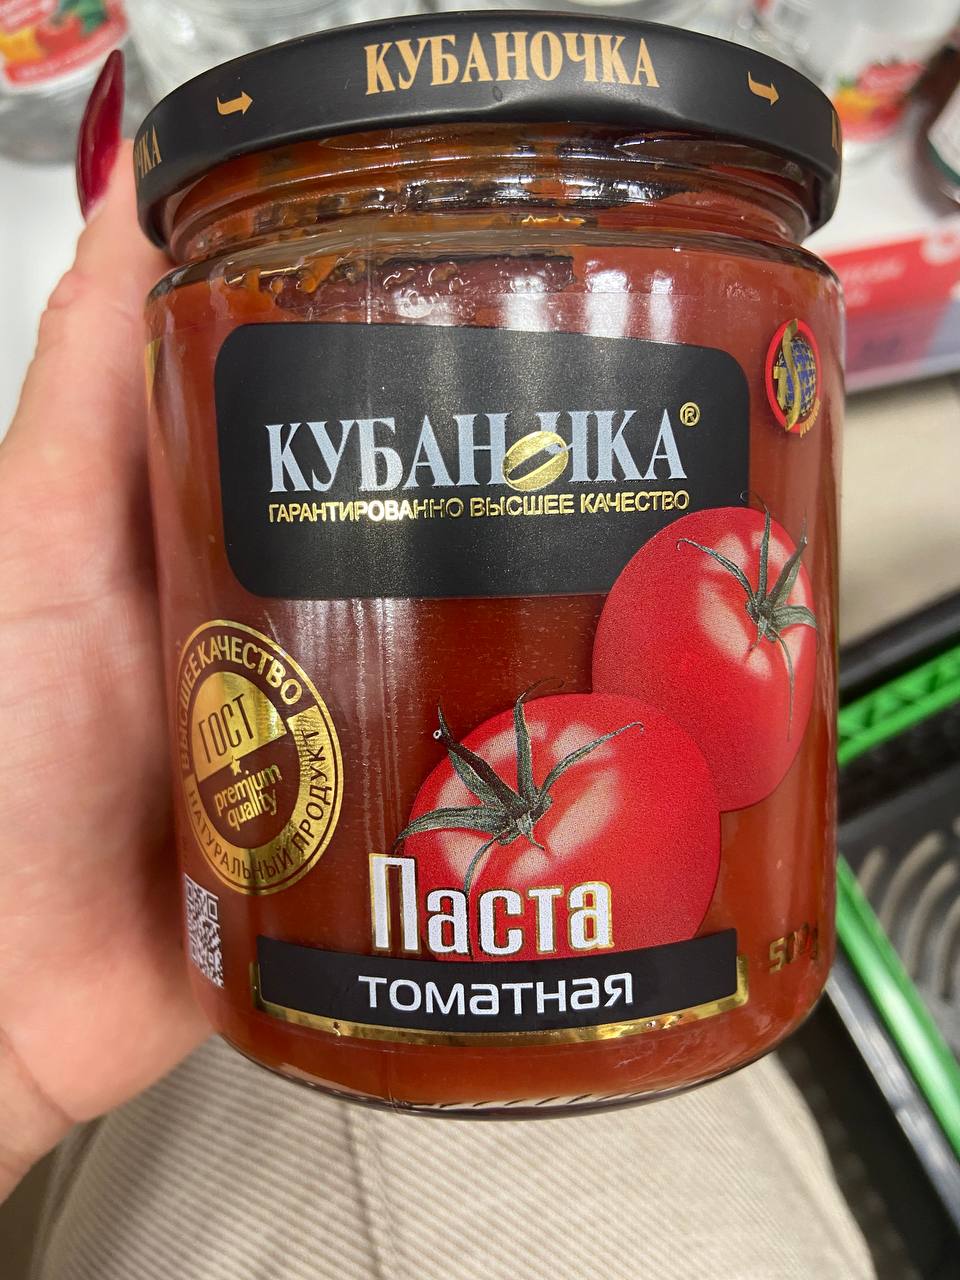 КУБАНОЧКА
КУБАНОЧКА®
ГАРАНТИРОВАННО ВЫСШЕЕ КАЧЕСТВО
ВЫСШЕЕ КАЧЕСТВО
ГОСТ
premium
quality
НАТУРАЛЬНЫЙ ПРОДУКТ
Паста
томатная